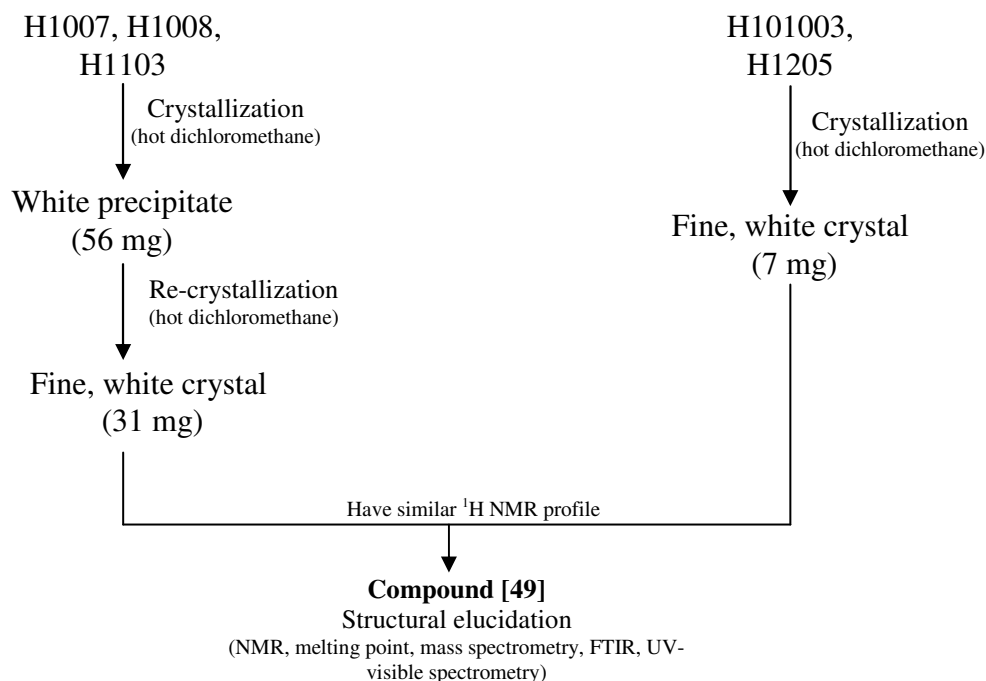 H1007, H1008,
H1103
Crystallization
(hot dichloromethane)
White precipitate
(56 mg)
Re-crystallization
(hot dichloromethane)
Fine, white crystal
(31 mg)
H101003,
H1205
Crystallization
(hot dichloromethane)
Fine, white crystal
(7 mg)
Have similar ¹H NMR profile
Compound [49]
Structural elucidation
(NMR, melting point, mass spectrometry, FTIR, UV-
visible spectrometry)